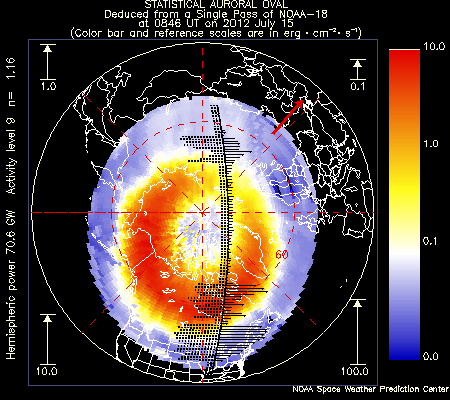 STATISTICAL AURORAL OVAL
Deduced from a Single Pass of NOAA-18
at 0846 UT on 2012 July 15
(Color bar and reference scales are in erg · cm⁻² · s⁻¹)
1.0
0.1
10.0
1.0
0.1
0.0
60
10.0
100.0
Hemispheric power 70.6 GW Activity level 9 n= 1.16
NOAA Space Weather Prediction Center